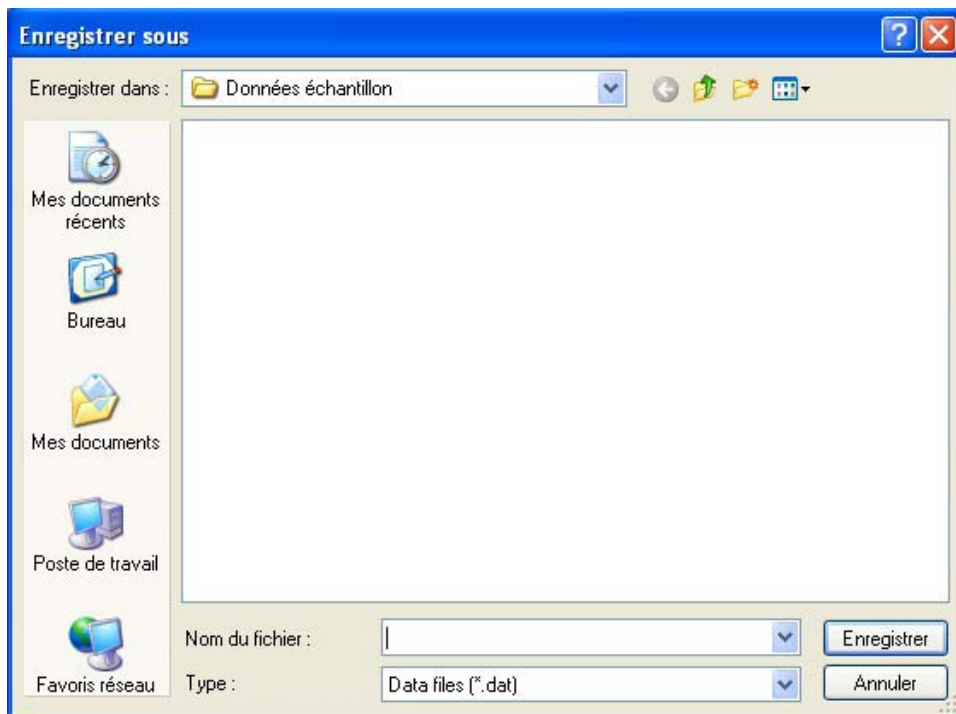 Enregistrer sous
Enregistrer dans :
Données échantillon
Mes documents
récents
Bureau
Mes documents
Poste de travail
Favoris réseau
Nom du fichier :
Enregistrer
Type :
Data files (*.dat)
Annuler